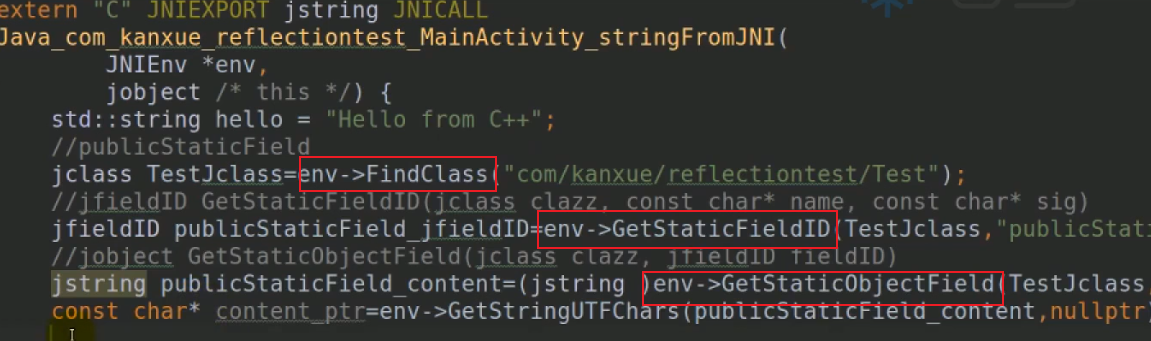 extern "C" JNIEXPORT jstring JNICALL
Java_com_kanxue_reflectiontest_MainActivity_stringFromJNI(
JNIEnv *env,
jobject /* this */) {
std::string hello = "Hello from C++";
//publicStaticField
jclass TestJclass=env->FindClass("com/kanxue/reflectiontest/Test");
//jfieldID GetStaticFieldID(jclass clazz, const char* name, const char* sig)
jfieldID publicStaticField_jfieldID=env->GetStaticFieldID(TestJclass,"publicStati
//jobject GetStaticObjectField(jclass clazz, jfieldID fieldID)
jstring publicStaticField_content=(jstring )env->GetStaticObjectField(TestJclass,
const char* content_ptr=env->GetStringUTFChars(publicStaticField_content,nullptr)